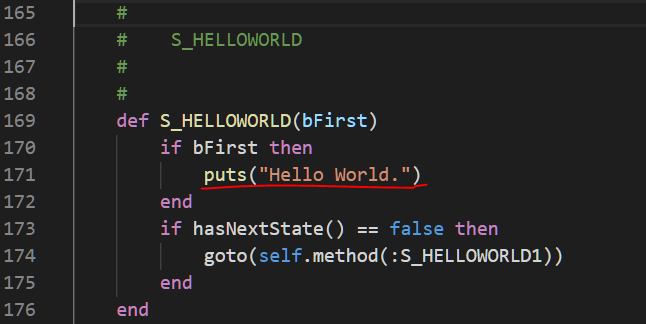 165 #
166 # S_HELLOWORLD
167 #
168 #
169 def S_HELLOWORLD(bFirst)
170 if bFirst then
171 puts("Hello World.")
172 end
173 if hasNextState() == false then
174 goto(self.method(:S_HELLOWORLD1))
175 end
176 end